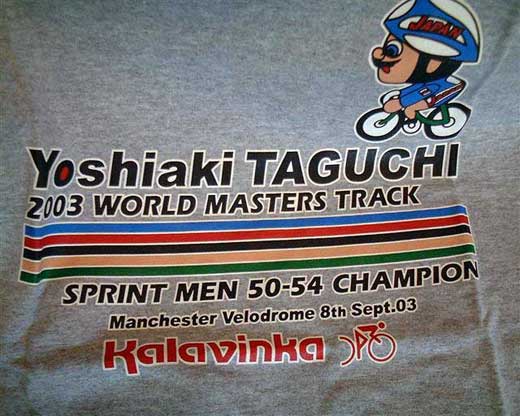 JAPAN
Yoshiaki TAGUCHI
2003 WORLD MASTERS TRACK
SPRINT MEN 50-54 CHAMPION
Manchester Velodrome 8th Sept.03
Kalavinka